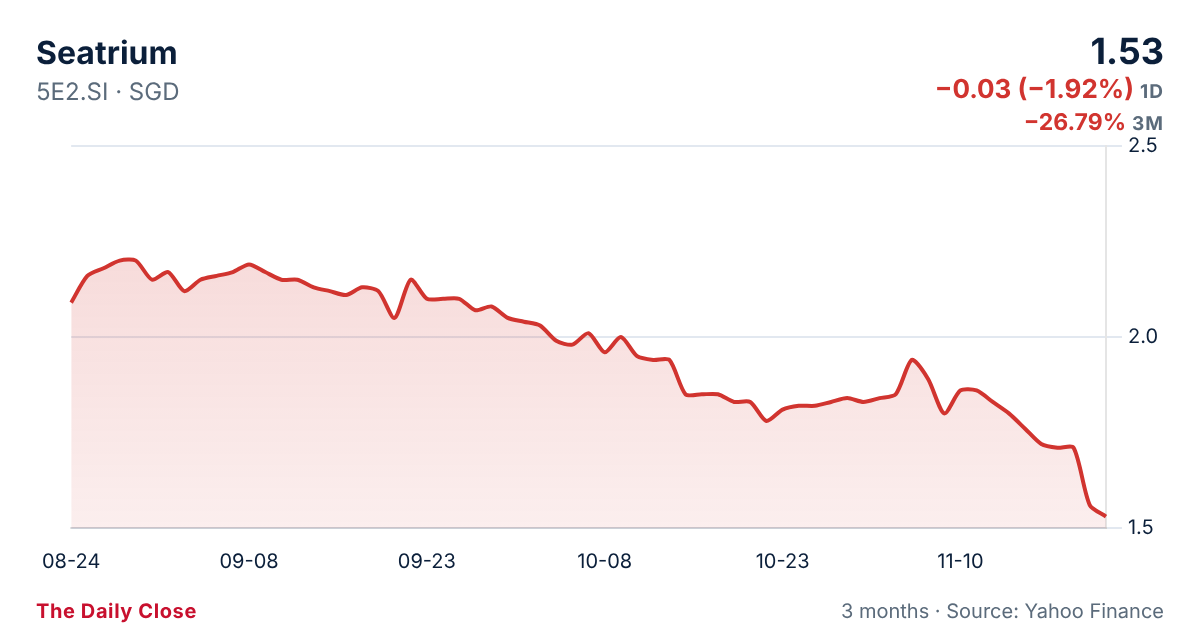 Seatrium
1.53
5E2.SI · SGD
−0.03 (−1.92%) 1D
−26.79% 3M
2.5
2.0
1.5
08-24 09-08 09-23 10-08 10-23 11-10
The Daily Close
3 months · Source: Yahoo Finance